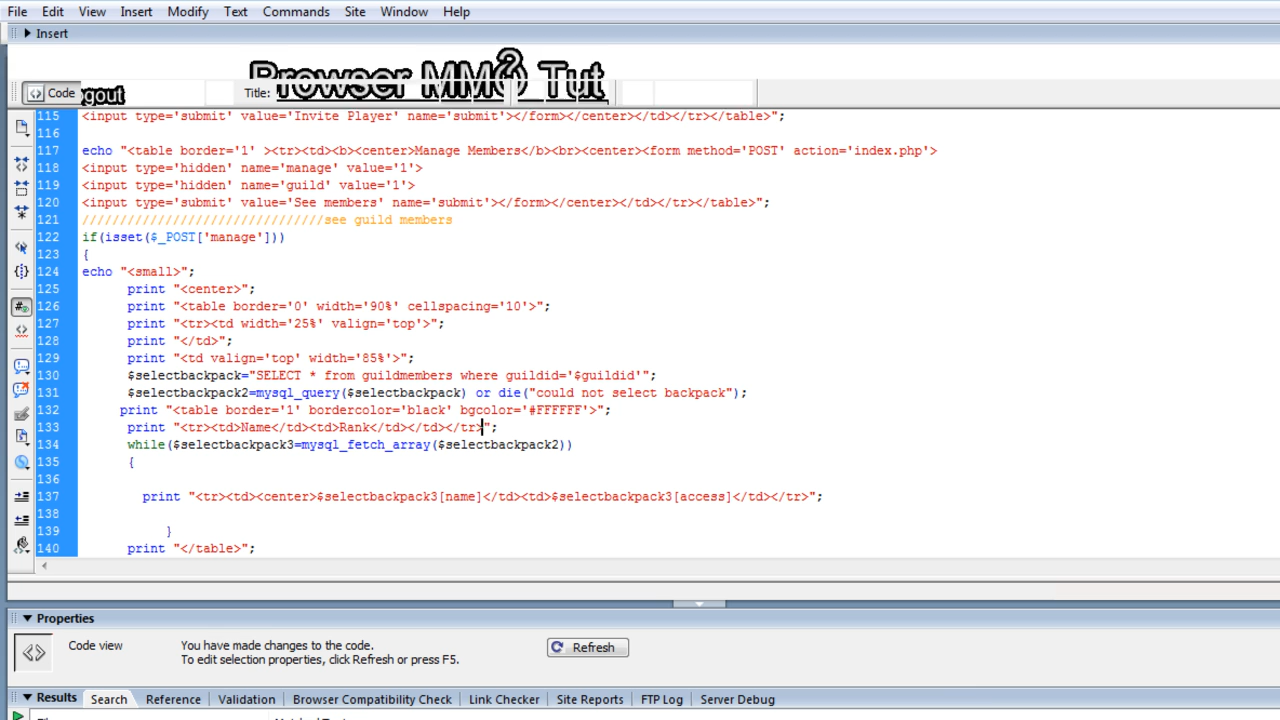 File Edit View Insert Modify Text Commands Site Window Help
Insert
Browser MMO Tut
Code
gout
Title:
115 <input type='submit' value='Invite Player' name='submit'></form></center></td></tr></table>";
116
117 echo "<table border='1' ><tr><td><b><center>Manage Members</b><br><center><form method='POST' action='index.php'>
118 <input type='hidden' name='manage' value='1'>
119 <input type='hidden' name='guild' value='1'>
120 <input type='submit' value='See members' name='submit'></form></center></td></tr></table>";
121 ////////////////////////////////see guild members
122 if(isset($_POST['manage']))
123 {
124 echo "<small>";
125 print "<center>";
126 print "<table border='0' width='90%' cellspacing='10'>";
127 print "<tr><td width='25%' valign='top'>";
128 print "</td>";
129 print "<td valign='top' width='85%'>";
130 $selectbackpack="SELECT * from guildmembers where guildid='$guildid'";
131 $selectbackpack2=mysql_query($selectbackpack) or die("could not select backpack");
132 print "<table border='1' bordercolor='black' bgcolor='#FFFFFF'>";
133 print "<tr><td>Name</td><td>Rank</td></td></tr>";
134 while($selectbackpack3=mysql_fetch_array($selectbackpack2))
135 {
136
137 print "<tr><td><center>$selectbackpack3[name]</td><td>$selectbackpack3[access]</td></tr>";
138
139 }
140 print "</table>";
Properties
Code view You have made changes to the code. Refresh
To edit selection properties, click Refresh or press F5.
Results Search Reference Validation Browser Compatibility Check Link Checker Site Reports FTP Log Server Debug